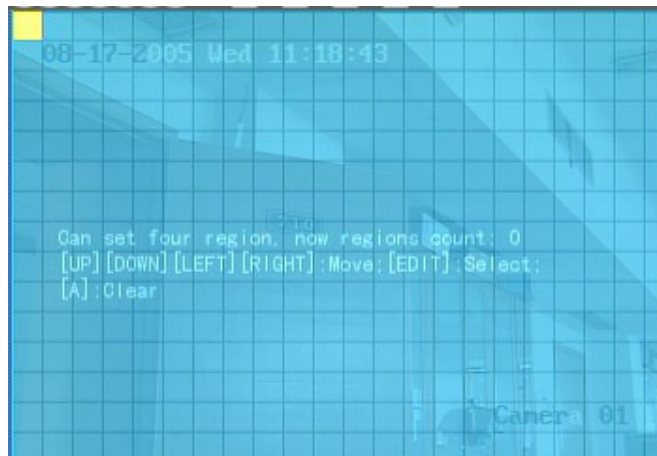 08-17-2005 Wed 11:18:43
Can set four region, now regions count: 0
[UP][DOWN][LEFT][RIGHT]:Move;[EDIT]:Select;
[A]:Clear
Camera 01